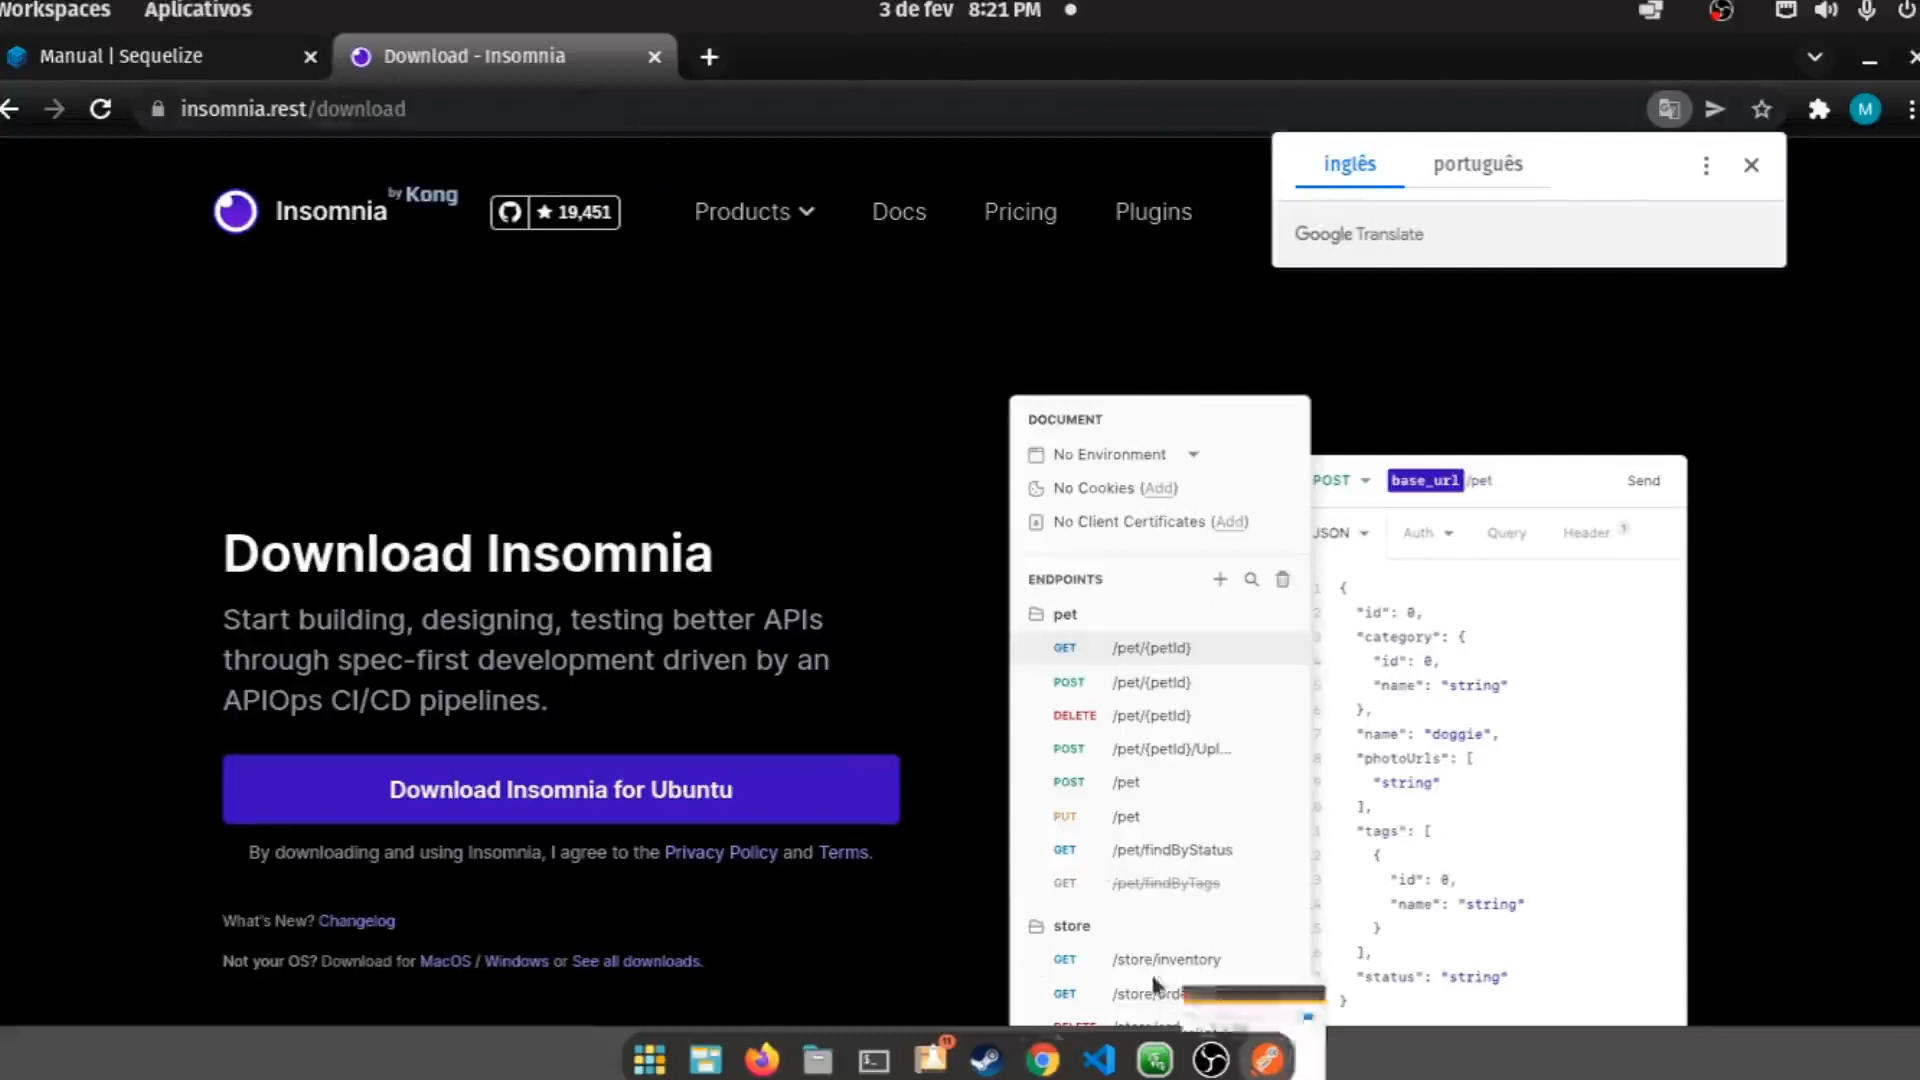 Workspaces Aplicativos 3 de fev 8:21 PM
Manual | Sequelize Download - Insomnia
insomnia.rest/download M
inglês português
Google Translate
Insomnia by Kong ★ 19,451 Products Docs Pricing Plugins
Download Insomnia
Start building, designing, testing better APIs
through spec-first development driven by an
APIOps CI/CD pipelines.
Download Insomnia for Ubuntu
By downloading and using Insomnia, I agree to the Privacy Policy and Terms.
What's New? Changelog
Not your OS? Download for MacOS / Windows or See all downloads.
DOCUMENT
No Environment
No Cookies (Add)
No Client Certificates (Add)
ENDPOINTS
pet
GET /pet/{petId}
POST /pet/{petId}
DELETE /pet/{petId}
POST /pet/{petId}/Upl...
POST /pet
PUT /pet
GET /pet/findByStatus
GET /pet/findByTags
store
GET /store/inventory
GET
POST base_url /pet Send
JSON Auth Query Header 1
{
"id": 0,
"category": {
"id": 0,
"name": "string"
},
"name": "doggie",
"photoUrls": [
"string"
],
"tags": [
{
"id": 0,
"name": "string"
}
],
"status": "string"
}
11